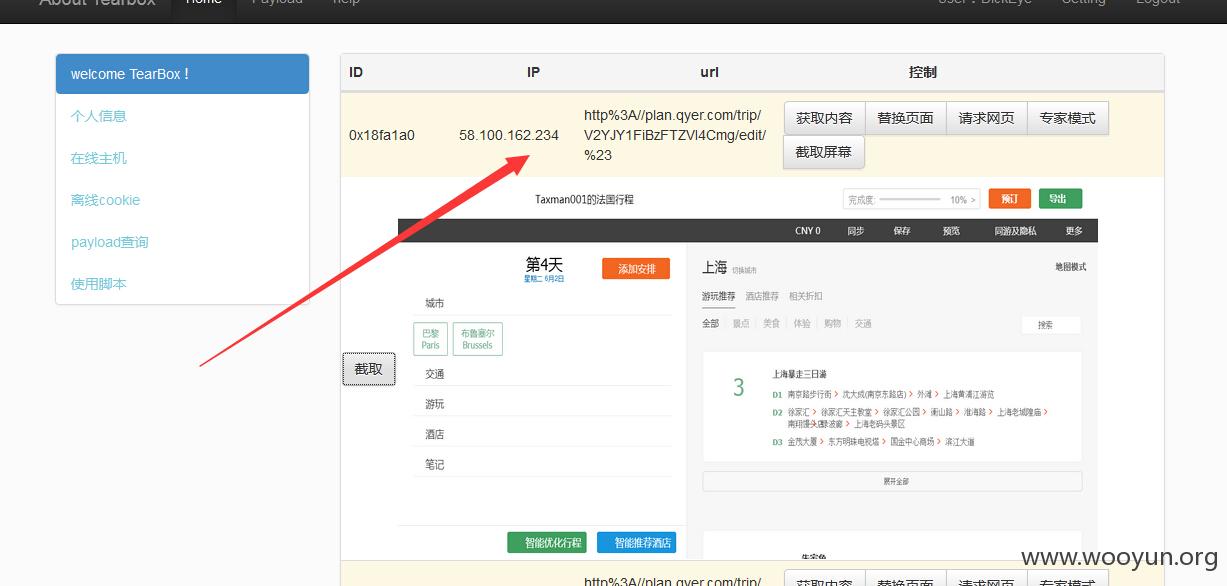 About Tearbox
Home
Payload
help
User : DickEye
Setting
Logout
welcome TearBox !
个人信息
在线主机
离线cookie
payload查询
使用脚本
ID
IP
url
控制
0x18fa1a0
58.100.162.234
http%3A//plan.qyer.com/trip/
V2YJY1FiBzFTZVI4Cmg/edit/
%23
获取内容
替换页面
请求网页
专家模式
截取屏幕
截取
Taxman001的法国行程
完成度:
10% >
预订
导出
CNY 0
同步
保存
预览
同游及隐私
更多
第4天
星期二 6月2日
添加安排
城市
巴黎
Paris
布鲁塞尔
Brussels
交通
游玩
酒店
笔记
智能优化行程
智能推荐酒店
上海 切换城市
地图模式
游玩推荐
酒店推荐
相关折扣
全部
景点
美食
体验
购物
交通
搜索
3
上海暴走三日游
D1 南京路步行街 > 沈大成(南京东路店) > 外滩 > 上海黄浦江游览
D2 徐家汇 > 徐家汇天主教堂 > 徐家汇公园 > 衡山路 > 淮海路 > 上海老城隍庙 >
南翔馒头店 > 绿波廊 > 上海老码头景区
D3 金茂大厦 > 东方明珠电视塔 > 国金中心商场 > 滨江大道
展开全部
朱家角
http%3A//plan.qyer.com/trip/
获取内容
替换页面
请求网页
专家模式
www.wooyun.org